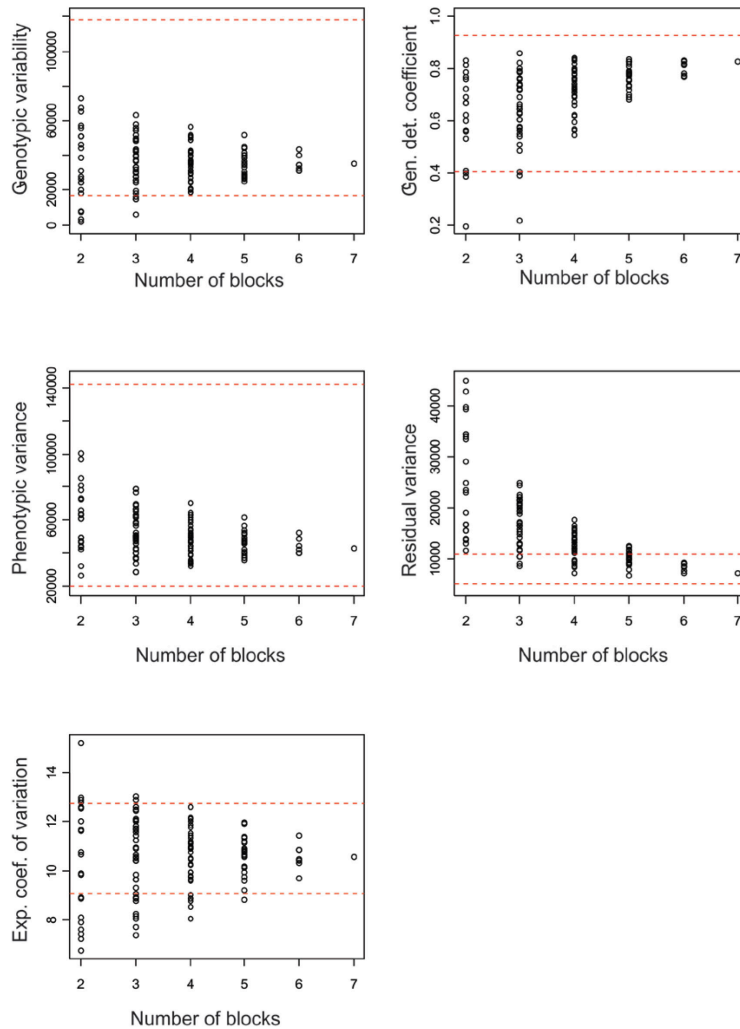 Genotypic variability
0
20000
40000
60000
80000
120000
2 3 4 5 6 7
Number of blocks
Gen. det. coefficient
0.2
0.4
0.6
0.8
1.0
2 3 4 5 6 7
Number of blocks
Phenotypic variance
20000
60000
100000
140000
2 3 4 5 6 7
Number of blocks
Residual variance
10000
20000
30000
40000
2 3 4 5 6 7
Number of blocks
Exp. coef. of variation
8
10
12
14
2 3 4 5 6 7
Number of blocks